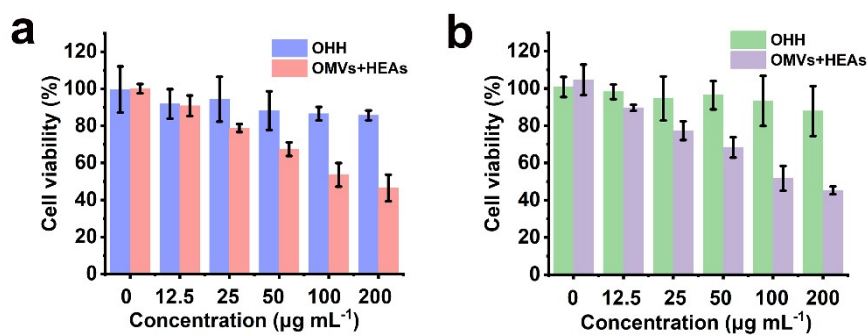 a
OHH
OMVs+HEAs
Cell viability (%)
120
100
80
60
40
20
0
0 12.5 25 50 100 200
Concentration (µg mL⁻¹)
b
OHH
OMVs+HEAs
Cell viability (%)
120
100
80
60
40
20
0
0 12.5 25 50 100 200
Concentration (µg mL⁻¹)